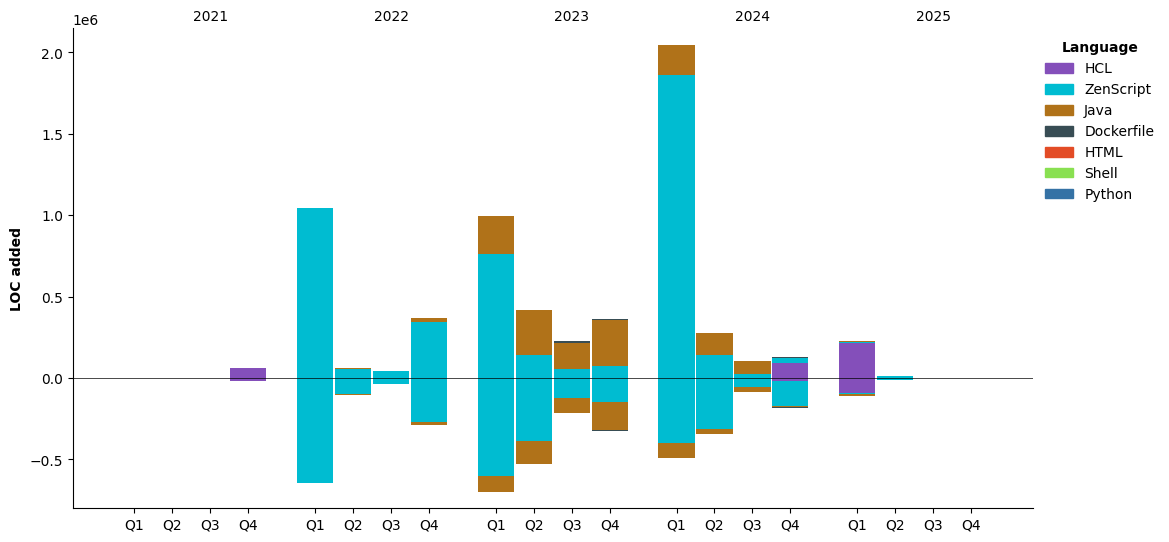 1e6
2021 2022 2023 2024 2025
2.0
1.5
1.0
0.5
0.0
−0.5
LOC added
Q1 Q2 Q3 Q4 Q1 Q2 Q3 Q4 Q1 Q2 Q3 Q4 Q1 Q2 Q3 Q4 Q1 Q2 Q3 Q4
Language
HCL
ZenScript
Java
Dockerfile
HTML
Shell
Python